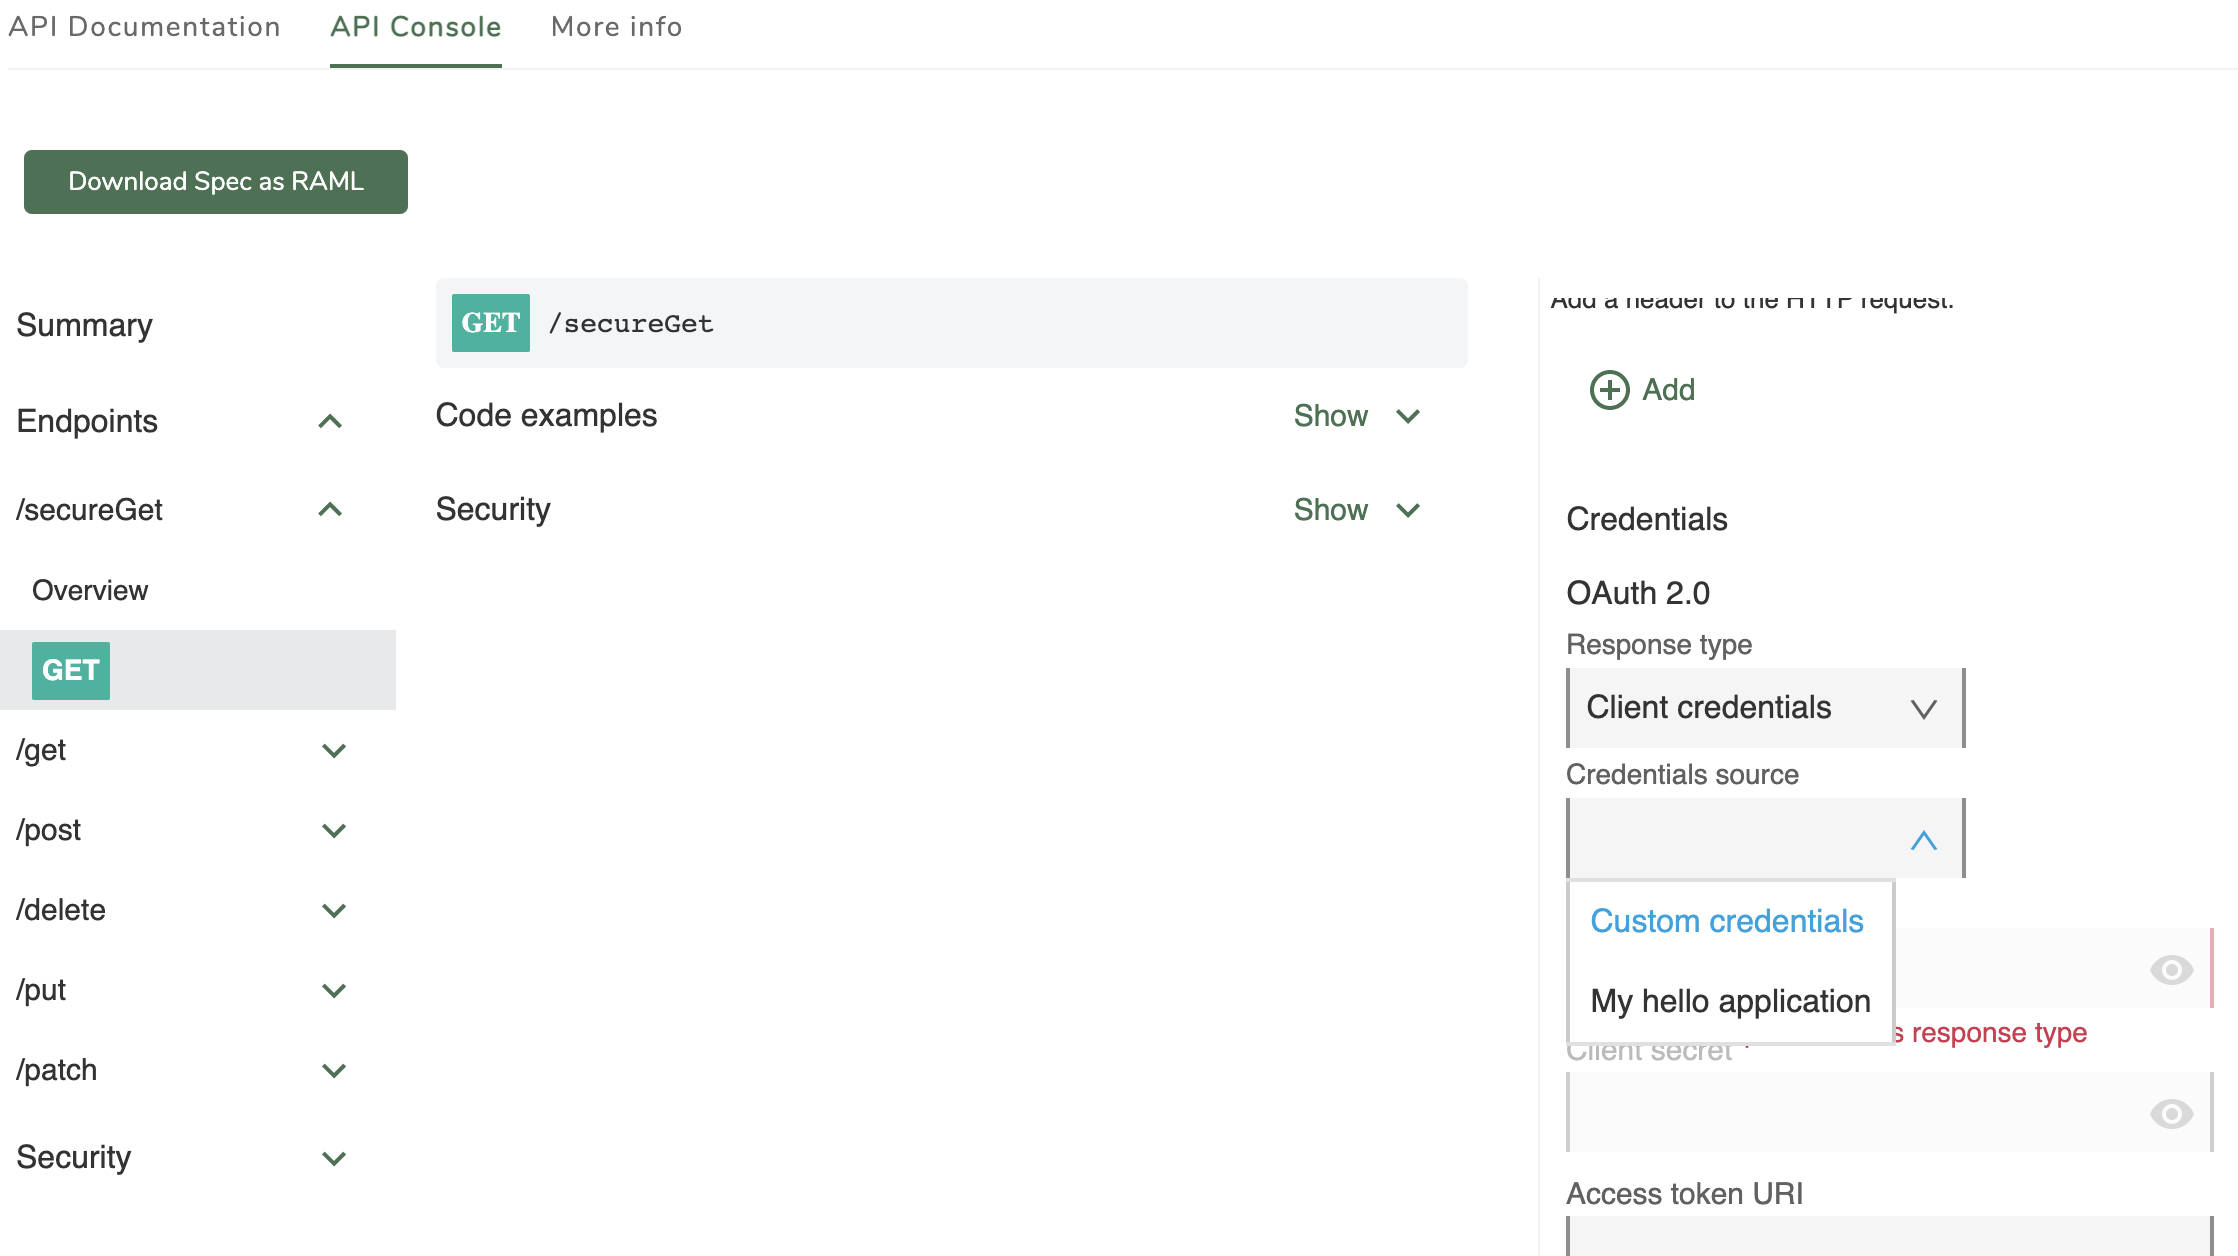 API Documentation
API Console
More info
Download Spec as RAML
Summary
Endpoints
/secureGet
Overview
GET
/get
/post
/delete
/put
/patch
Security
GET /secureGet
Code examples
Show
Security
Show
Add a header to the HTTP request.
Add
Credentials
OAuth 2.0
Response type
Client credentials
Credentials source
Custom credentials
My hello application
response type
Client secret
Access token URI